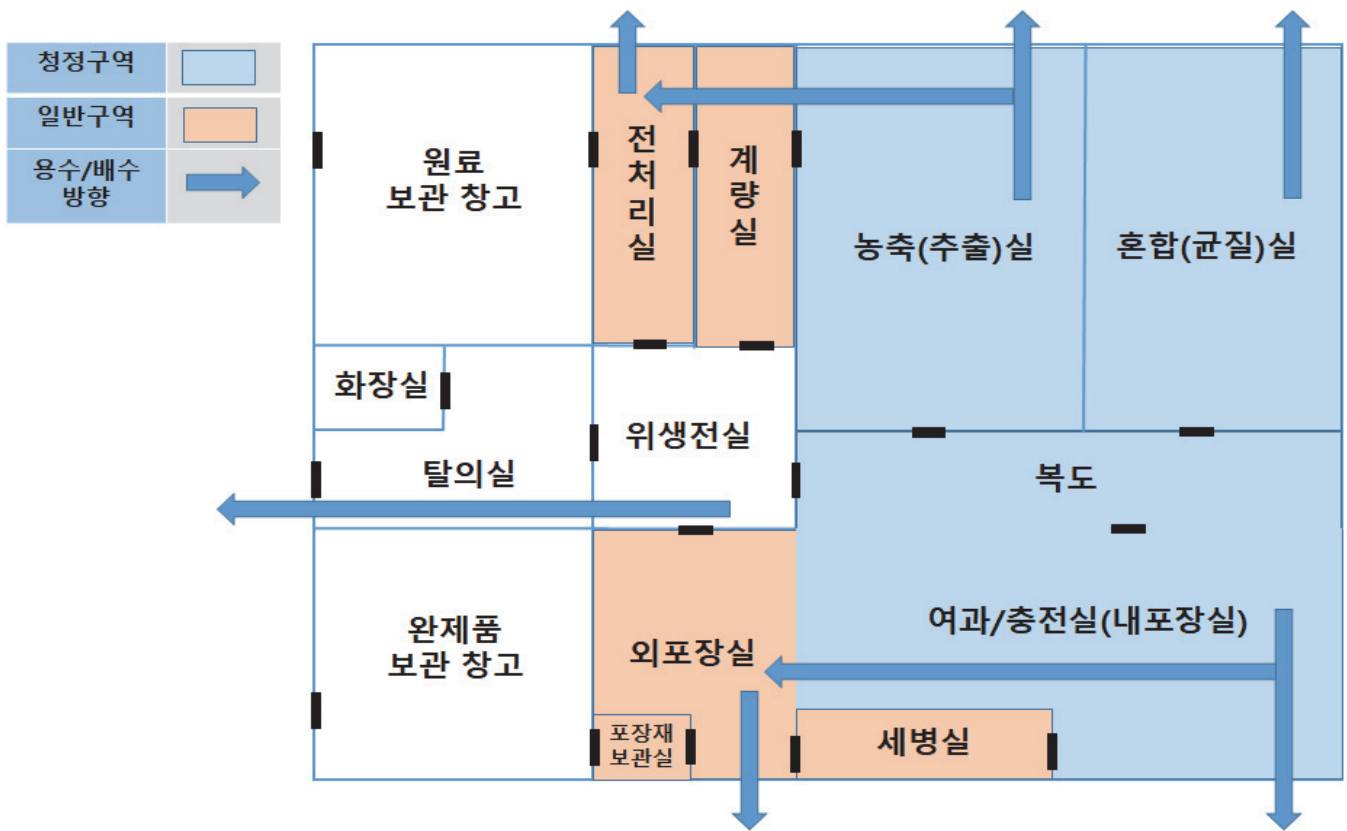 청정구역
일반구역
용수/배수
방향
원료
보관 창고
전
처
리
실
계
량
실
농축(추출)실
혼합(균질)실
화장실
탈의실
위생전실
복도
완제품
보관 창고
외포장실
여과/충전실(내포장실)
포장재
보관실
세병실